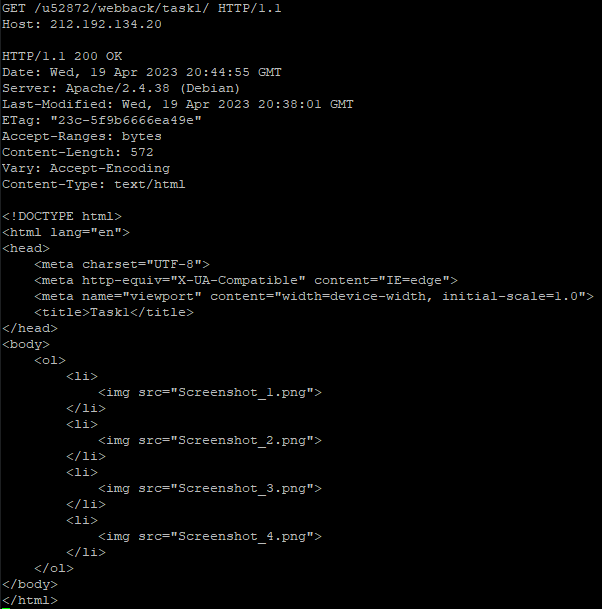 GET /u52872/webback/task1/ HTTP/1.1
Host: 212.192.134.20

HTTP/1.1 200 OK
Date: Wed, 19 Apr 2023 20:44:55 GMT
Server: Apache/2.4.38 (Debian)
Last-Modified: Wed, 19 Apr 2023 20:38:01 GMT
ETag: "23c-5f9b6666ea49e"
Accept-Ranges: bytes
Content-Length: 572
Vary: Accept-Encoding
Content-Type: text/html

<!DOCTYPE html>
<html lang="en">
<head>
    <meta charset="UTF-8">
    <meta http-equiv="X-UA-Compatible" content="IE=edge">
    <meta name="viewport" content="width=device-width, initial-scale=1.0">
    <title>Task1</title>
</head>
<body>
    <ol>
        <li>
            <img src="Screenshot_1.png">
        </li>
        <li>
            <img src="Screenshot_2.png">
        </li>
        <li>
            <img src="Screenshot_3.png">
        </li>
        <li>
            <img src="Screenshot_4.png">
        </li>
    </ol>
</body>
</html>